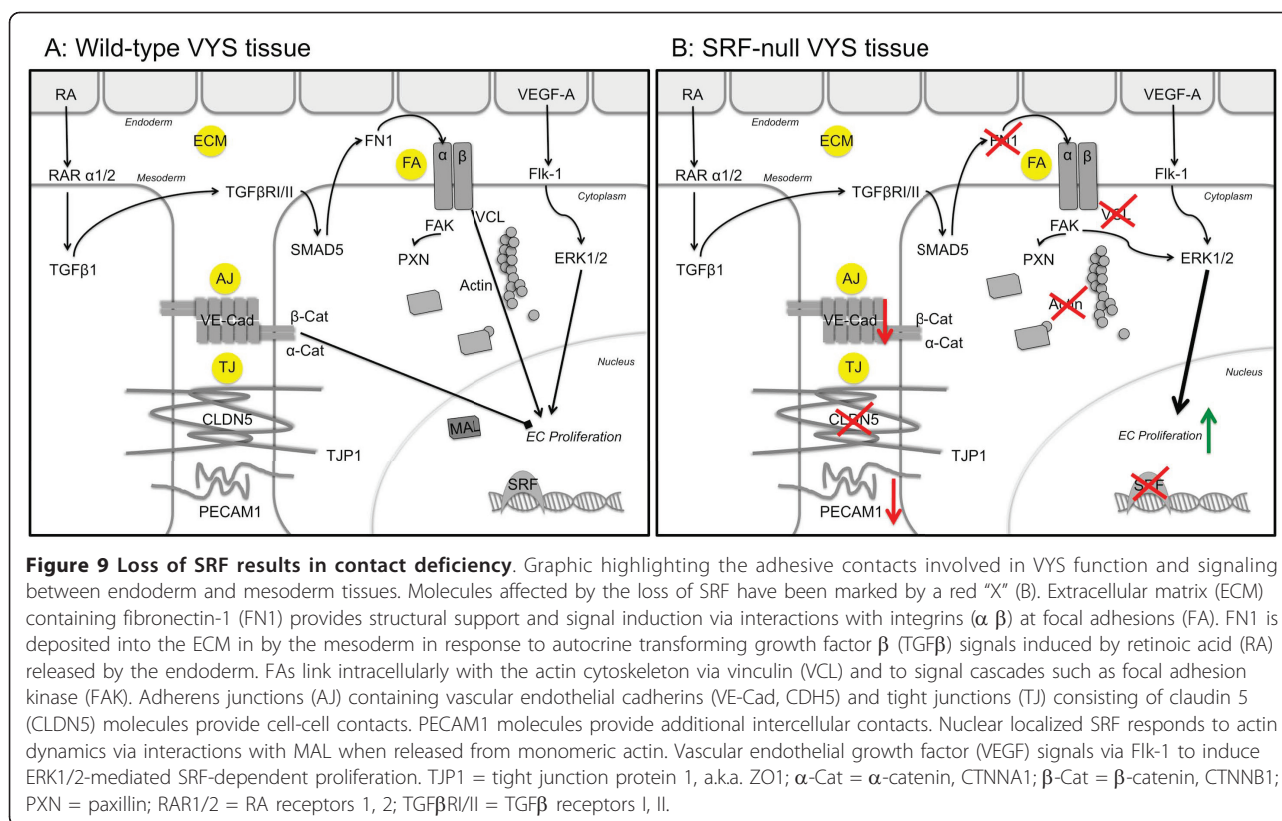 A: Wild-type VYS tissue
RA
VEGF-A
Endoderm
ECM
FN1
FA
α
β
RAR α1/2
Mesoderm
TGFβRI/II
Flk-1
Cytoplasm
VCL
FAK
SMAD5
PXN
ERK1/2
TGFβ1
AJ
Actin
VE-Cad
β-Cat
α-Cat
Nucleus
TJ
CLDN5
MAL
EC Proliferation
TJP1
SRF
PECAM1
B: SRF-null VYS tissue
RA
VEGF-A
Endoderm
ECM
FN1
FA
α
β
RAR α1/2
Mesoderm
TGFβRI/II
Flk-1
Cytoplasm
VCL
FAK
SMAD5
PXN
ERK1/2
TGFβ1
AJ
Actin
VE-Cad
β-Cat
α-Cat
Nucleus
TJ
CLDN5
EC Proliferation
TJP1
SRF
PECAM1
Figure 9 Loss of SRF results in contact deficiency. Graphic highlighting the adhesive contacts involved in VYS function and signaling
between endoderm and mesoderm tissues. Molecules affected by the loss of SRF have been marked by a red “X” (B). Extracellular matrix (ECM)
containing fibronectin-1 (FN1) provides structural support and signal induction via interactions with integrins (α β) at focal adhesions (FA). FN1 is
deposited into the ECM in by the mesoderm in response to autocrine transforming growth factor β (TGFβ) signals induced by retinoic acid (RA)
released by the endoderm. FAs link intracellularly with the actin cytoskeleton via vinculin (VCL) and to signal cascades such as focal adhesion
kinase (FAK). Adherens junctions (AJ) containing vascular endothelial cadherins (VE-Cad, CDH5) and tight junctions (TJ) consisting of claudin 5
(CLDN5) molecules provide cell-cell contacts. PECAM1 molecules provide additional intercellular contacts. Nuclear localized SRF responds to actin
dynamics via interactions with MAL when released from monomeric actin. Vascular endothelial growth factor (VEGF) signals via Flk-1 to induce
ERK1/2-mediated SRF-dependent proliferation. TJP1 = tight junction protein 1, a.k.a. ZO1; α-Cat = α-catenin, CTNNA1; β-Cat = β-catenin, CTNNB1;
PXN = paxillin; RAR1/2 = RA receptors 1, 2; TGFβRI/II = TGFβ receptors I, II.